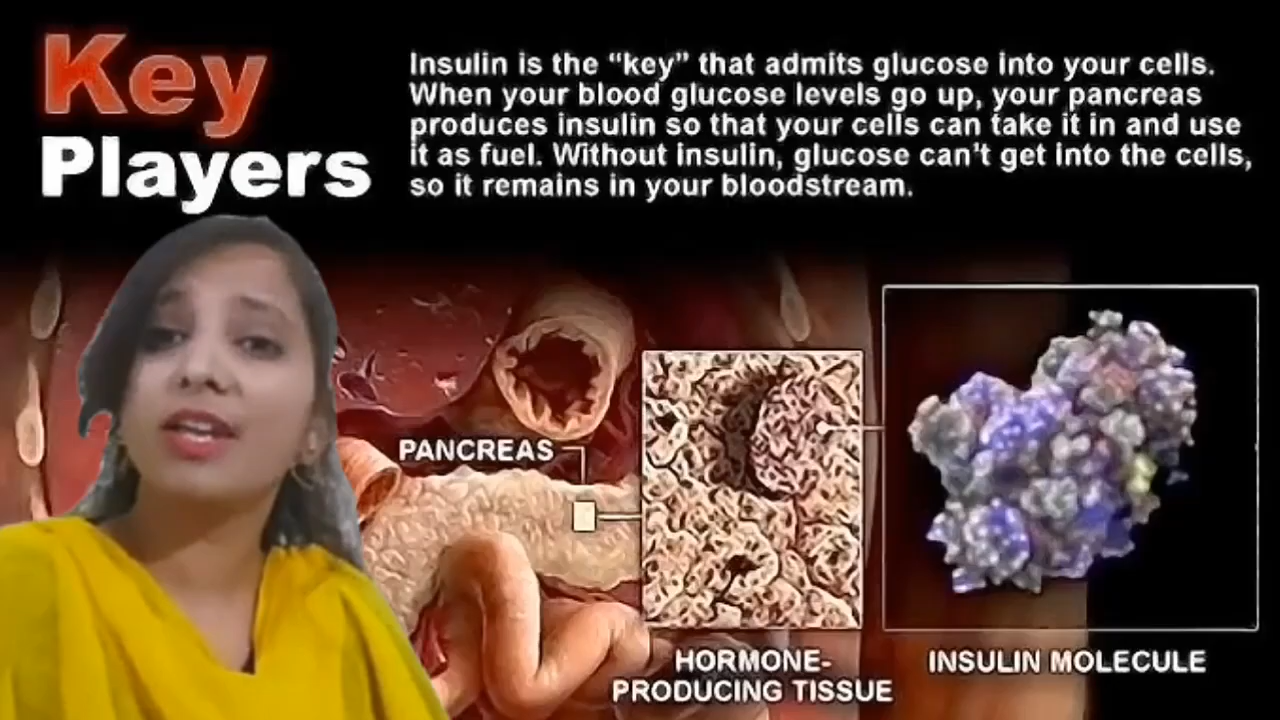 Key
Players
Insulin is the “key” that admits glucose into your cells.
When your blood glucose levels go up, your pancreas
produces insulin so that your cells can take it in and use
it as fuel. Without insulin, glucose can't get into the cells,
so it remains in your bloodstream.
PANCREAS
HORMONE-
PRODUCING TISSUE
INSULIN MOLECULE